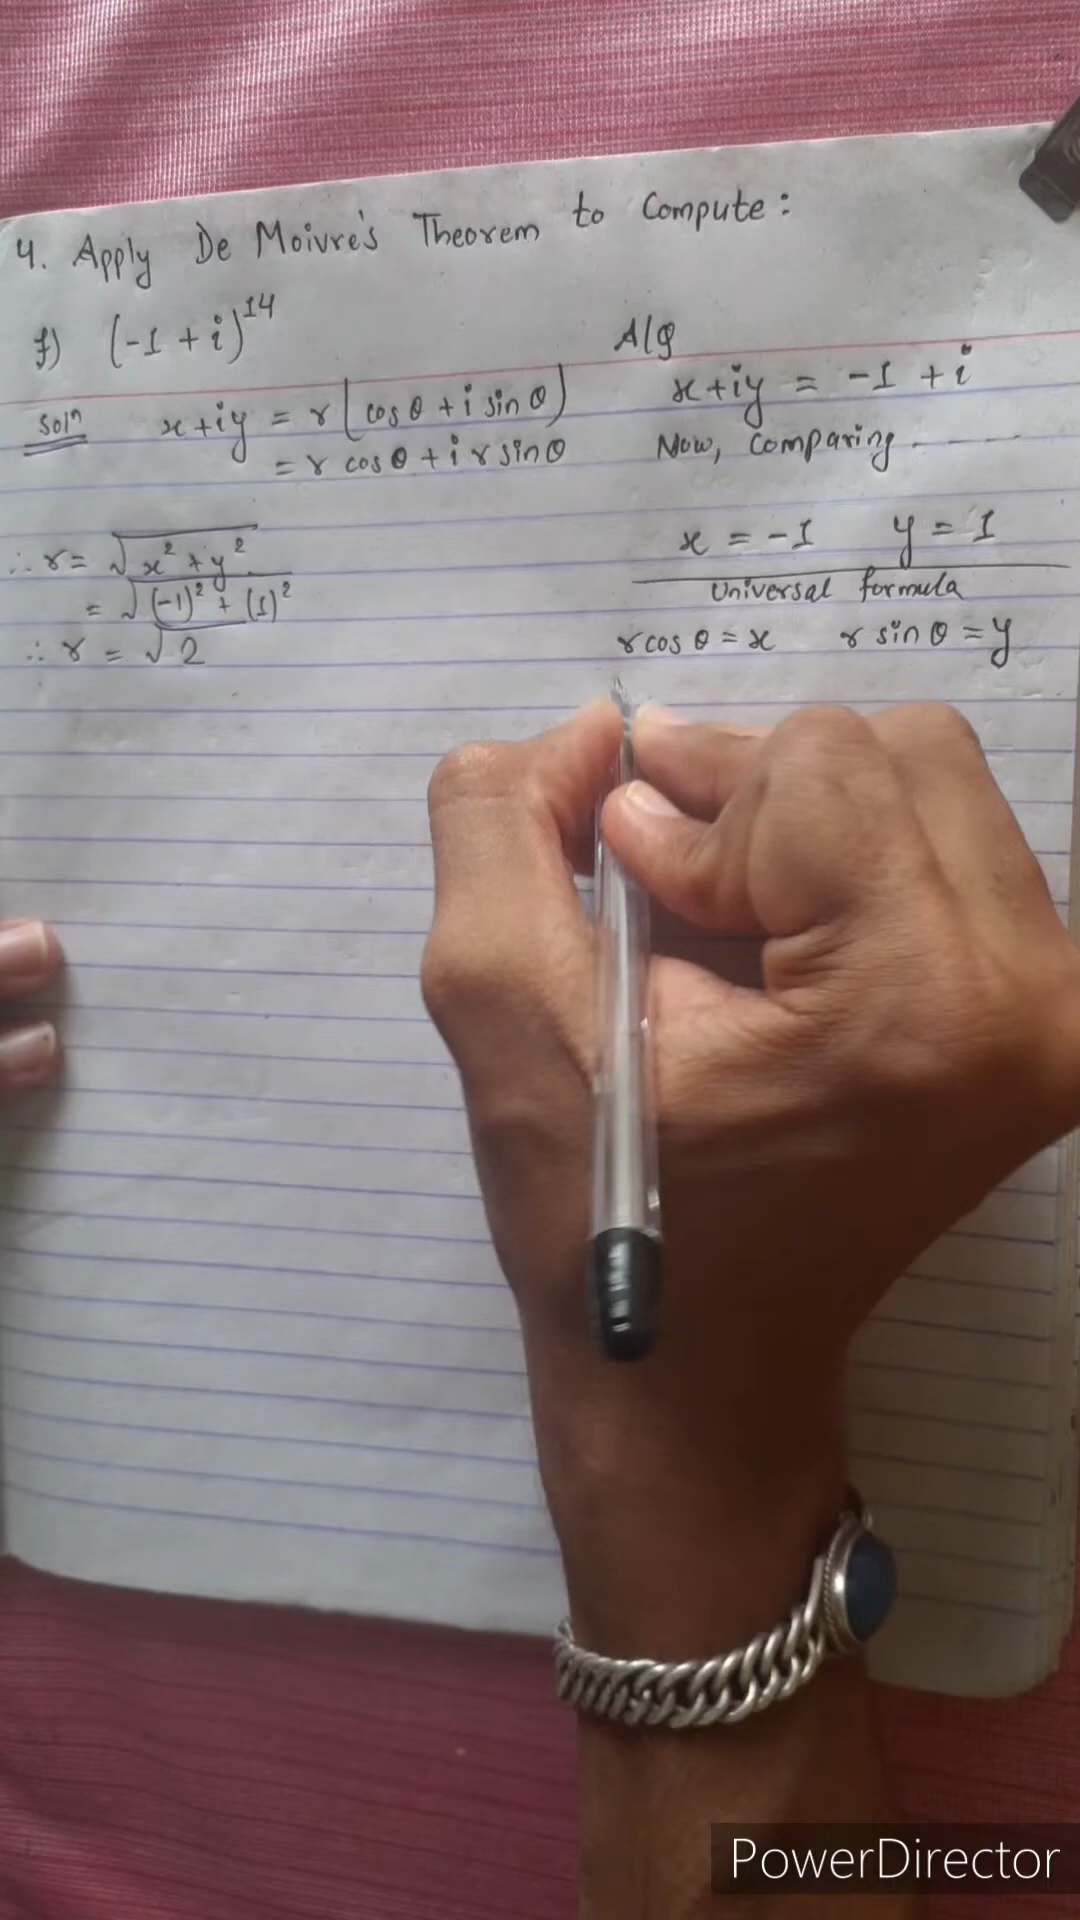 4. Apply De Moivre's Theorem to Compute:
f) (-1 + i)^14
Soln x+iy = r(cos θ + i sin θ)
= r cos θ + i r sin θ
∴ r = √x² + y²
= √(-1)² + (1)²
∴ r = √2
A/Q
x+iy = -1 + i
Now, Comparing ----
x = -1 y = 1
Universal formula
r cos θ = x r sin θ = y
PowerDirector